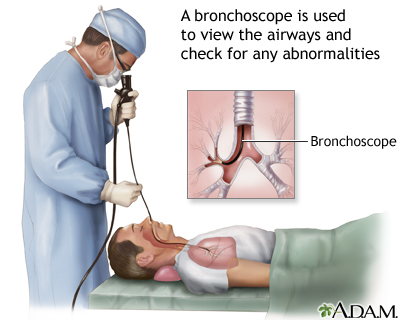 A bronchoscope is used
to view the airways and
check for any abnormalities
Bronchoscope
A.D.A.M.